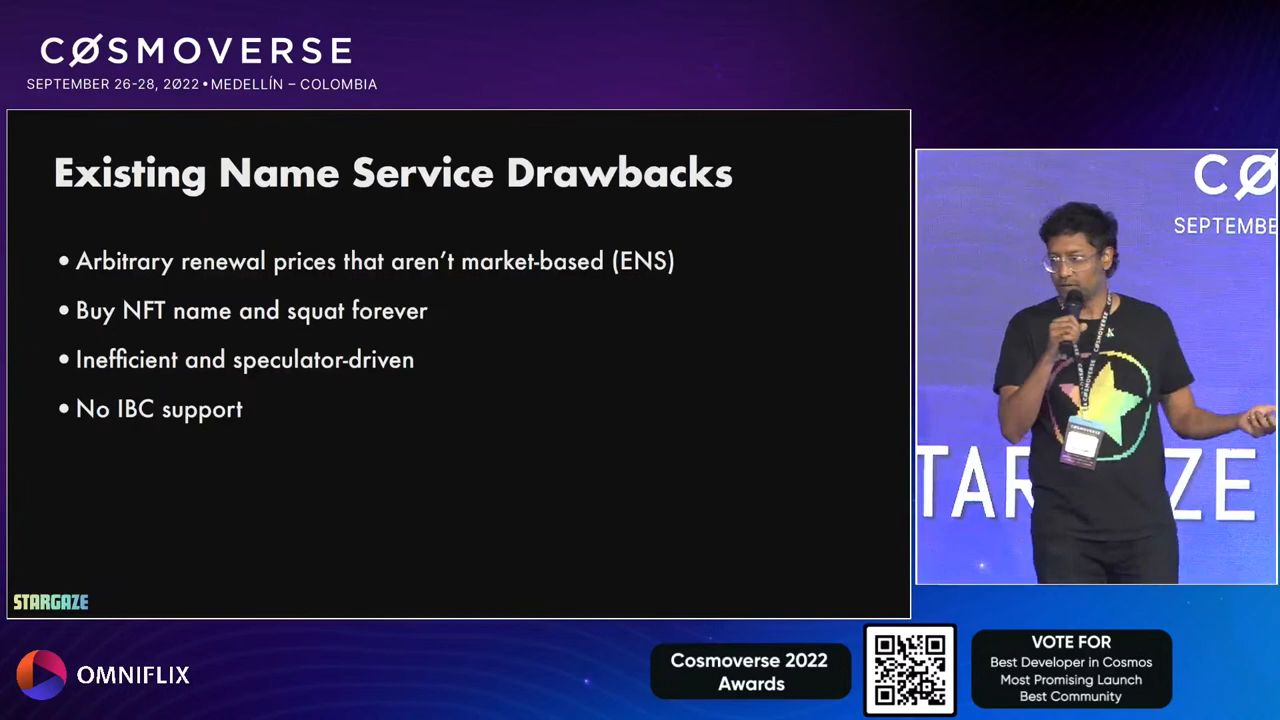 CØSMOVERSE
SEPTEMBER 26-28, 2022 • MEDELLÍN – COLOMBIA
Existing Name Service Drawbacks
• Arbitrary renewal prices that aren't market-based (ENS)
• Buy NFT name and squat forever
• Inefficient and speculator-driven
• No IBC support
STARGAZE
CØ
SEPTEMBE
COSMOVERSE
TAR
ZE
OMNIFLIX
Cosmoverse 2022
Awards
VOTE FOR
Best Developer in Cosmos
Most Promising Launch
Best Community